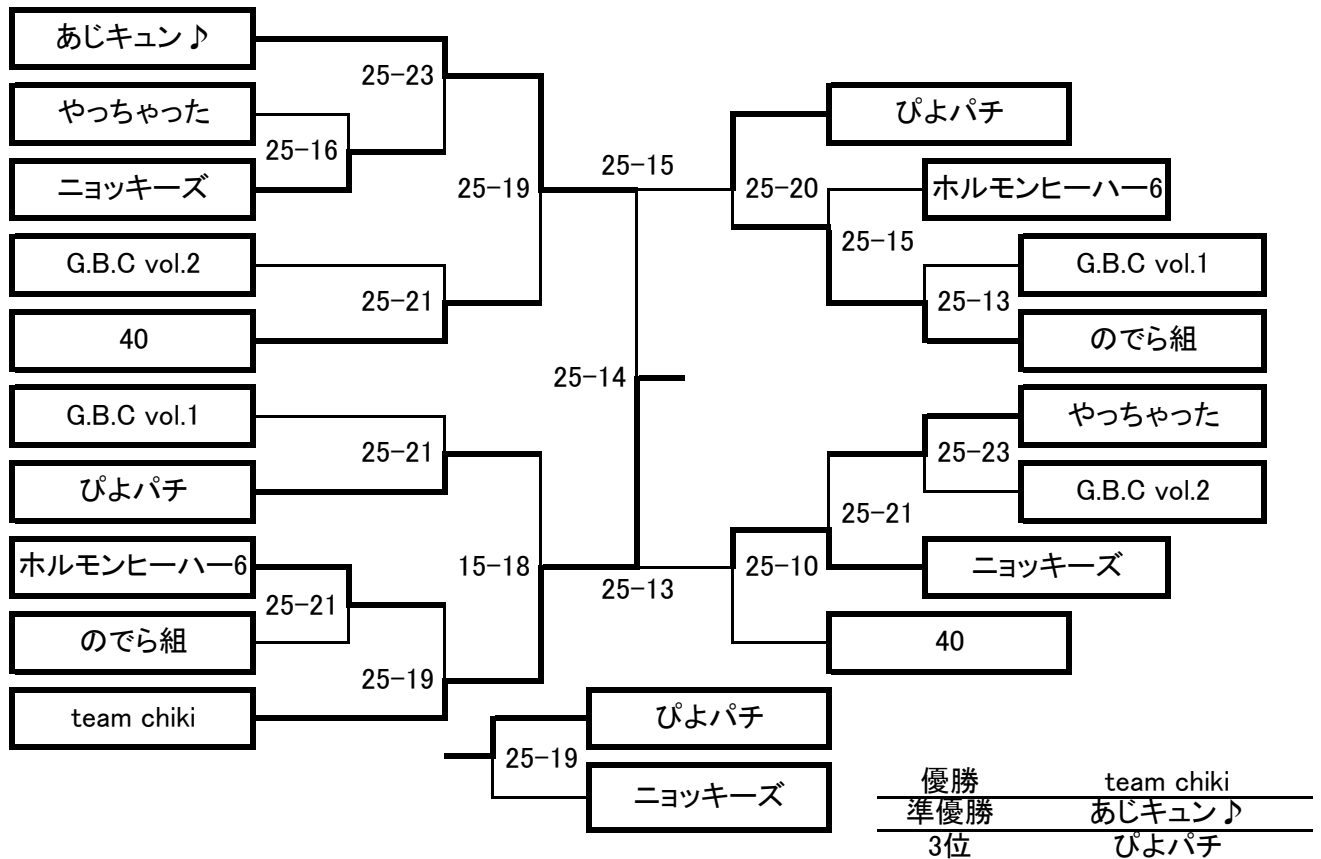 あじキュン♪
25-23
やっちゃった
25-16
ニョッキーズ
25-19
G.B.C vol.2
25-21
40
25-14
G.B.C vol.1
25-21
ぴよパチ
ホルモンヒーハー6
15-18
25-21
のでら組
25-19
team chiki
25-15
ぴよパチ
25-20
ホルモンヒーハー6
25-15
G.B.C vol.1
25-13
のでら組
やっちゃった
25-23
G.B.C vol.2
25-21
ニョッキーズ
25-10
25-13
40
ぴよパチ
25-19
ニョッキーズ
優勝 team chiki
準優勝 あじキュン♪
3位 ぴよパチ